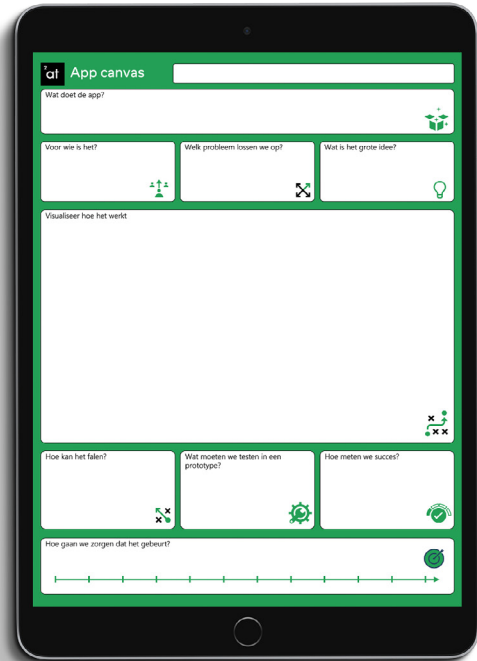 ?at App canvas
Wat doet de app?
Voor wie is het?
Welk probleem lossen we op?
Wat is het grote idee?
Visualiseer hoe het werkt
Hoe kan het falen?
Wat moeten we testen in een
prototype?
Hoe meten we succes?
Hoe gaan we zorgen dat het gebeurt?